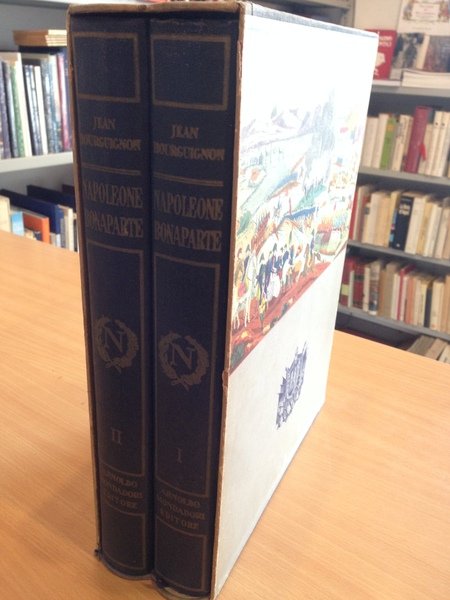 JEAN
BOURGUIGNON
NAPOLEONE
BONAPARTE
N
II
ARNOLDO
MONDADORI
EDITORE
JEAN
BOURGUIGNON
NAPOLEONE
BONAPARTE
N
I
ARNOLDO
MONDADORI
EDITORE